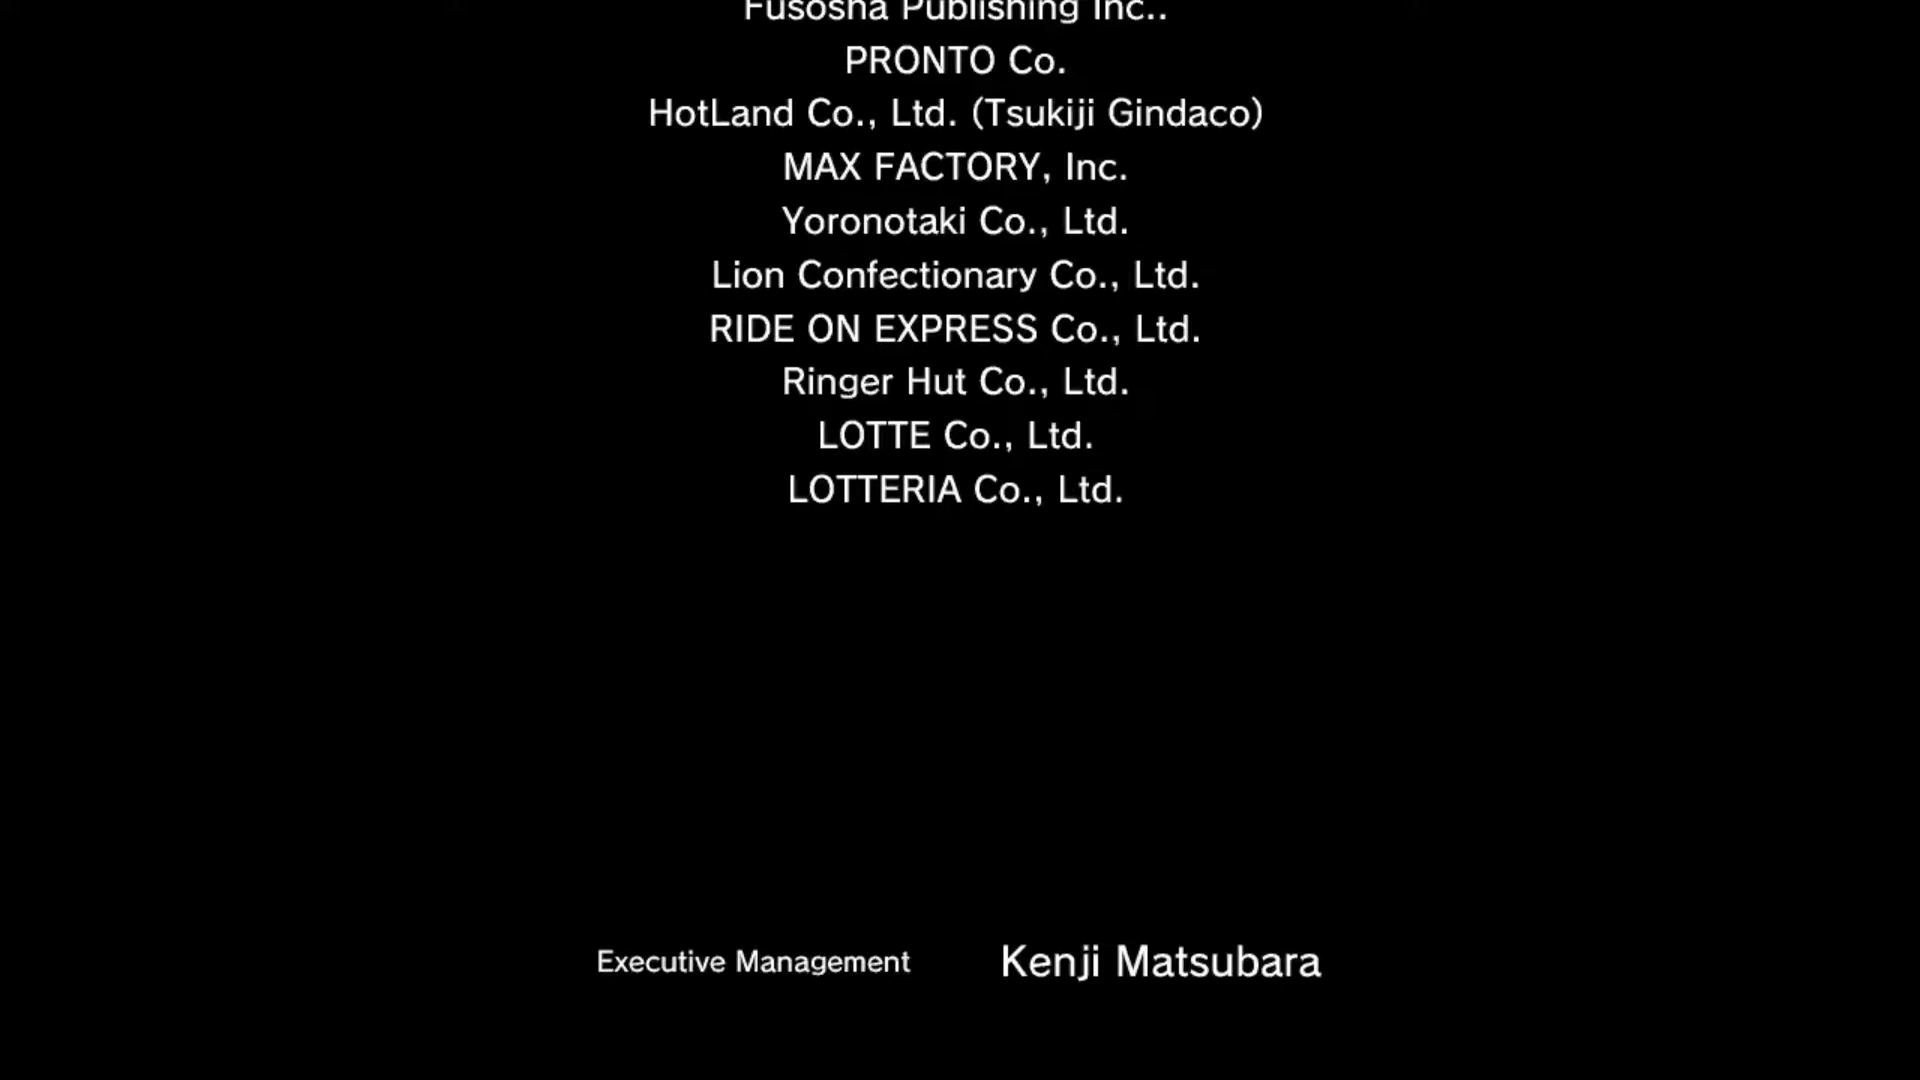 Fusosha Publishing Inc..
PRONTO Co.
HotLand Co., Ltd. (Tsukiji Gindaco)
MAX FACTORY, Inc.
Yoronotaki Co., Ltd.
Lion Confectionary Co., Ltd.
RIDE ON EXPRESS Co., Ltd.
Ringer Hut Co., Ltd.
LOTTE Co., Ltd.
LOTTERIA Co., Ltd.
Executive Management Kenji Matsubara